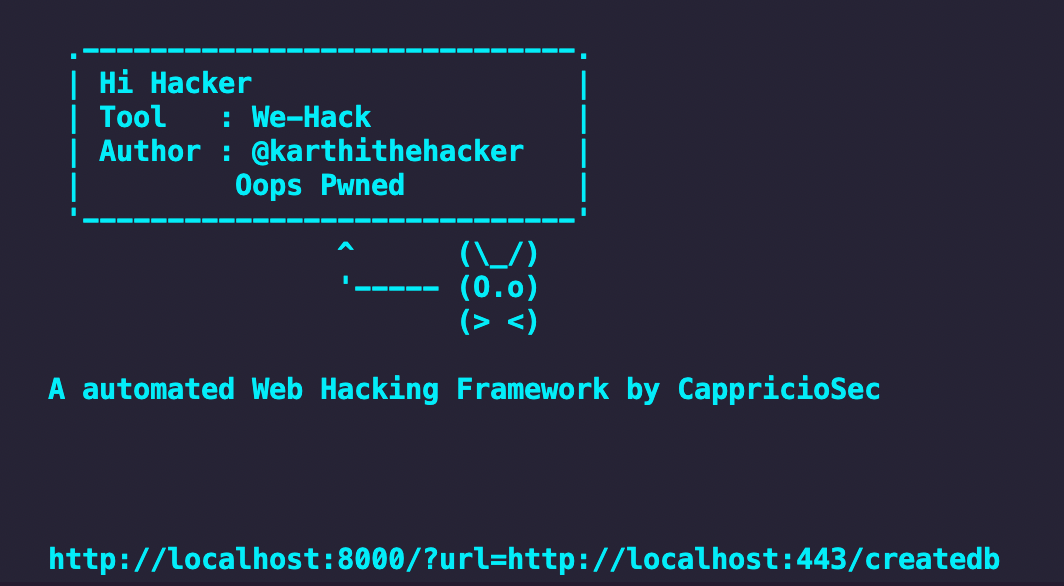 .-----------------------------.
| Hi Hacker                   |
| Tool   : We-Hack            |
| Author : @karthithehacker   |
|         Oops Pwned          |
'-----------------------------'
^      (\_/)
'----- (O.o)
(> <)
A automated Web Hacking Framework by CappricioSec
http://localhost:8000/?url=http://localhost:443/createdb